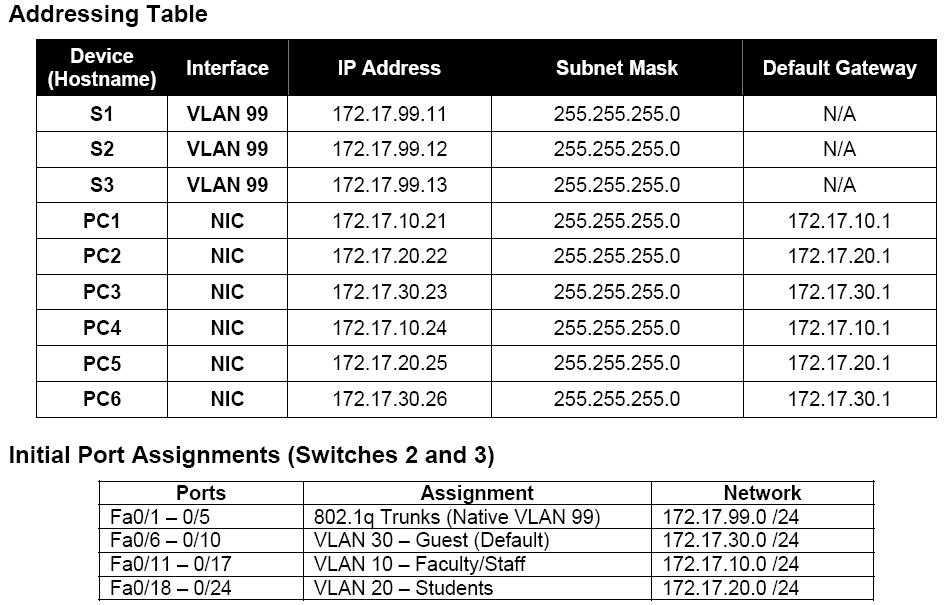 Addressing Table
Device (Hostname) Interface IP Address Subnet Mask Default Gateway
S1 VLAN 99 172.17.99.11 255.255.255.0 N/A
S2 VLAN 99 172.17.99.12 255.255.255.0 N/A
S3 VLAN 99 172.17.99.13 255.255.255.0 N/A
PC1 NIC 172.17.10.21 255.255.255.0 172.17.10.1
PC2 NIC 172.17.20.22 255.255.255.0 172.17.20.1
PC3 NIC 172.17.30.23 255.255.255.0 172.17.30.1
PC4 NIC 172.17.10.24 255.255.255.0 172.17.10.1
PC5 NIC 172.17.20.25 255.255.255.0 172.17.20.1
PC6 NIC 172.17.30.26 255.255.255.0 172.17.30.1
Initial Port Assignments (Switches 2 and 3)
Ports Assignment Network
Fa0/1 – 0/5 802.1q Trunks (Native VLAN 99) 172.17.99.0 /24
Fa0/6 – 0/10 VLAN 30 – Guest (Default) 172.17.30.0 /24
Fa0/11 – 0/17 VLAN 10 – Faculty/Staff 172.17.10.0 /24
Fa0/18 – 0/24 VLAN 20 – Students 172.17.20.0 /24